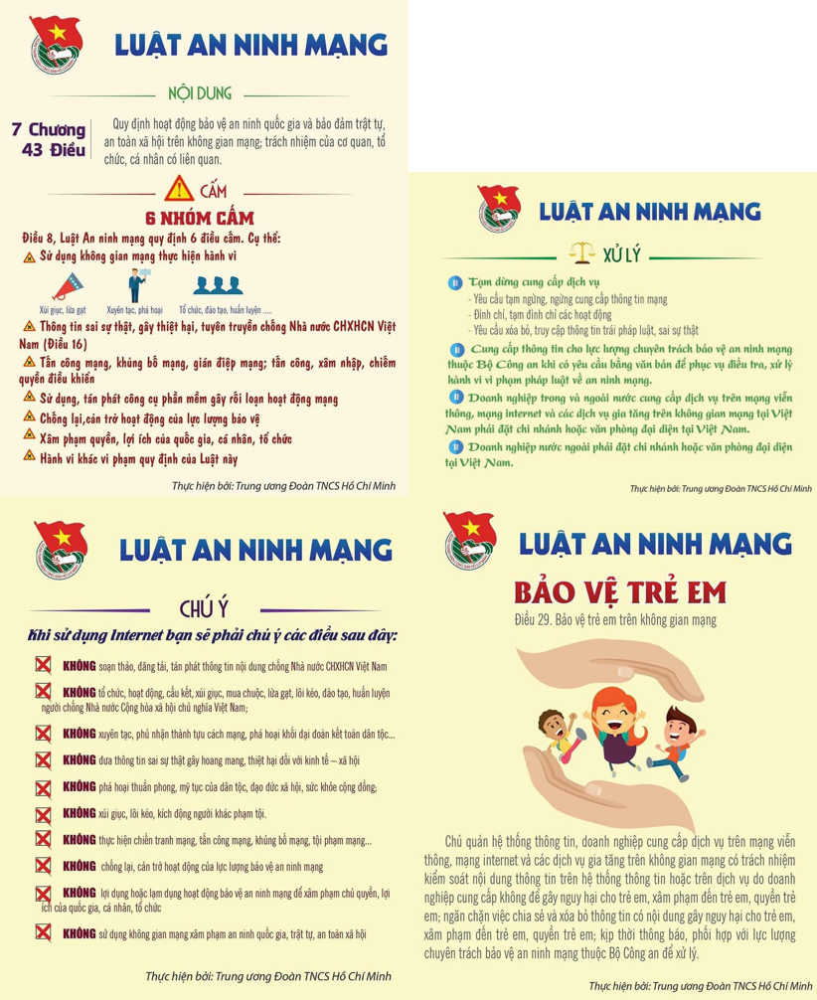 LUẬT AN NINH MẠNG
NỘI DUNG
7 Chương
43 Điều
Quy định hoạt động bảo vệ an ninh quốc gia và bảo đảm trật tự,
an toàn xã hội trên không gian mạng; trách nhiệm của cơ quan, tổ
chức, cá nhân có liên quan.
CẤM
6 NHÓM CẤM
Điều 8, Luật An ninh mạng quy định 6 điều cấm. Cụ thể:
Sử dụng không gian mạng thực hiện hành vi
Xúi giục, lừa gạt
Xuyên tạc, phá hoại
Tổ chức, đào tạo, huấn luyện .....
Thông tin sai sự thật, gây thiệt hại, tuyên truyền chống Nhà nước CHXHCN Việt
Nam (Điều 16)
Tấn công mạng, khủng bố mạng, gián điệp mạng; tấn công, xâm nhập, chiếm
quyền điều khiển
Sử dụng, tán phát công cụ phần mềm gây rối loạn hoạt động mạng
Chống lại,cản trở hoạt động của lực lượng bảo vệ
Xâm phạm quyền, lợi ích của quốc gia, cá nhân, tổ chức
Hành vi khác vi phạm quy định của Luật này
Thực hiện bởi: Trung ương Đoàn TNCS Hồ Chí Minh
LUẬT AN NINH MẠNG
XỬ LÝ
Tạm dừng cung cấp dịch vụ
- Yêu cầu tạm ngừng, ngừng cung cấp thông tin mạng
- Đình chỉ, tạm đình chỉ các hoạt động
- Yêu cầu xóa bỏ, truy cập thông tin trái pháp luật, sai sự thật
Cung cấp thông tin cho lực lượng chuyên trách bảo vệ an ninh mạng
thuộc Bộ Công an khi có yêu cầu bằng văn bản để phục vụ điều tra, xử lý
hành vi vi phạm pháp luật về an ninh mạng.
Doanh nghiệp trong và ngoài nước cung cấp dịch vụ trên mạng viễn
thông, mạng internet và các dịch vụ gia tăng trên không gian mạng tại Việt
Nam phải đặt chi nhánh hoặc văn phòng đại diện tại Việt Nam.
Doanh nghiệp nước ngoài phải đặt chi nhánh hoặc văn phòng đại diện
tại Việt Nam.
Thực hiện bởi: Trung ương Đoàn TNCS Hồ Chí Minh
LUẬT AN NINH MẠNG
CHÚ Ý
Khi sử dụng Internet bạn sẽ phải chú ý các điều sau đây:
KHÔNG soạn thảo, đăng tải, tán phát thông tin nội dung chống Nhà nước CHXHCN Việt Nam
KHÔNG tổ chức, hoạt động, cấu kết, xúi giục, mua chuộc, lừa gạt, lôi kéo, đào tạo, huấn luyện
người chống Nhà nước Cộng hòa xã hội chủ nghĩa Việt Nam;
KHÔNG xuyên tạc, phủ nhận thành tựu cách mạng, phá hoại khối đại đoàn kết toàn dân tộc...
KHÔNG đưa thông tin sai sự thật gây hoang mang, thiệt hại đối với kinh tế – xã hội
KHÔNG phá hoại thuần phong, mỹ tục của dân tộc, dạo đức xã hội, sức khỏe cộng đồng;
KHÔNG xúi giục, lôi kéo, kích động người khác phạm tội.
KHÔNG thực hiện chiến tranh mạng, tấn công mạng, khủng bố mạng, tội phạm mạng...
KHÔNG chống lại, cản trở hoạt động của lực lượng bảo vệ an ninh mạng
KHÔNG lợi dụng hoặc lạm dụng hoạt động bảo vệ an ninh mạng để xâm phạm chủ quyền, lợi
ích của quốc gia, cá nhân, tổ chức
KHÔNG sử dụng không gian mạng xâm phạm an ninh quốc gia, trật tự, an toàn xã hội
Thực hiện bởi: Trung ương Đoàn TNCS Hồ Chí Minh
LUẬT AN NINH MẠNG
BẢO VỆ TRẺ EM
Điều 29. Bảo vệ trẻ em trên không gian mạng
Chủ quản hệ thống thông tin, doanh nghiệp cung cấp dịch vụ trên mạng viễn
thông, mạng internet và các dịch vụ gia tăng trên không gian mạng có trách nhiệm
kiểm soát nội dung thông tin trên hệ thống thông tin hoặc trên dịch vụ do doanh
nghiệp cung cấp không để gây nguy hại cho trẻ em, xâm phạm đến trẻ em, quyền trẻ
em; ngăn chặn việc chia sẻ và xóa bỏ thông tin có nội dung gây nguy hại cho trẻ em,
xâm phạm đến trẻ em, quyền trẻ em; kịp thời thông báo, phối hợp với lực lượng
chuyên trách bảo vệ an ninh mạng thuộc Bộ Công an để xử lý.
Thực hiện bởi: Trung ương Đoàn TNCS Hồ Chí Minh